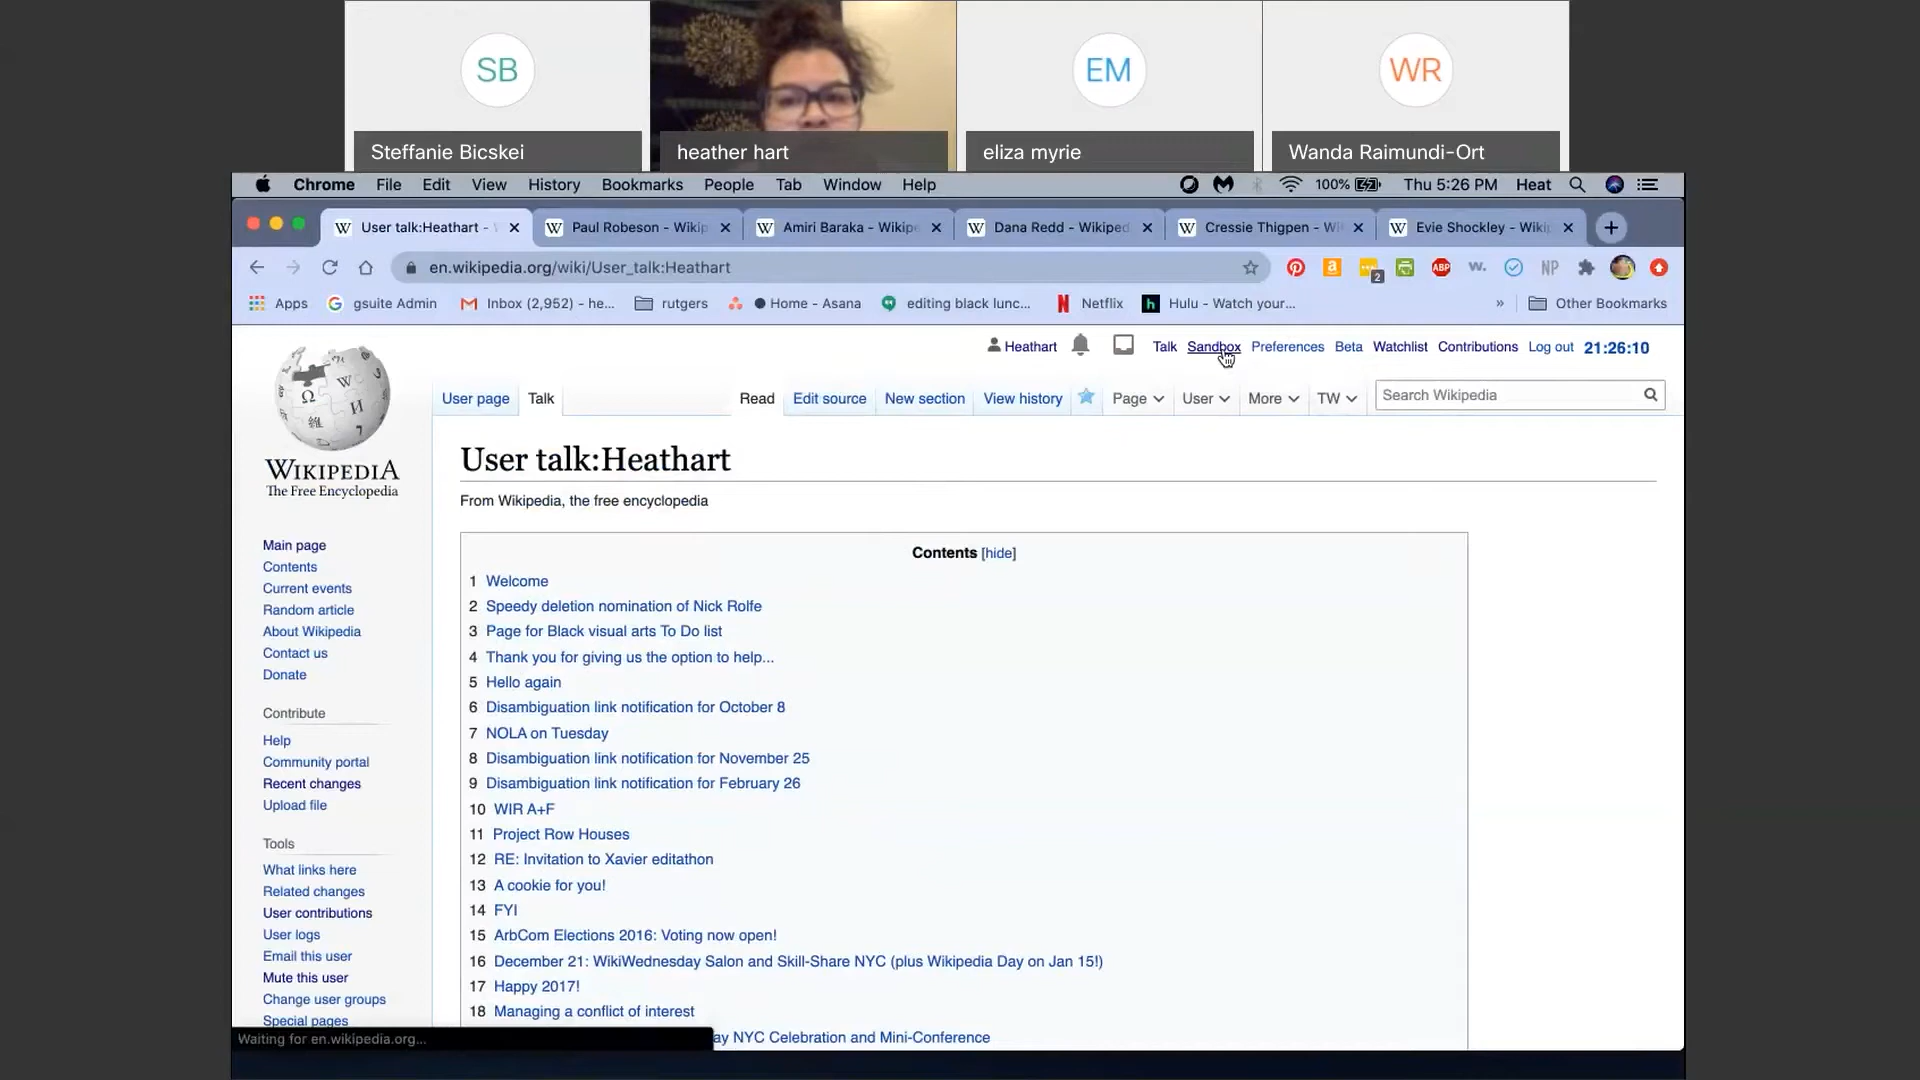 SB
EM
WR
Steffanie Bicskei
heather hart
eliza myrie
Wanda Raimundi-Ort
Chrome File Edit View History Bookmarks People Tab Window Help 100% Thu 5:26 PM Heat
User talk:Heathart -
Paul Robeson - Wikip
Amiri Baraka - Wikipe
Dana Redd - Wikiped
Cressie Thigpen - Wi
Evie Shockley - Wikip
en.wikipedia.org/wiki/User_talk:Heathart
2 ABP w. NP
Apps gsuite Admin Inbox (2,952) - he... rutgers Home - Asana editing black lunc... Netflix Hulu - Watch your... » Other Bookmarks
Heathart Talk Sandbox Preferences Beta Watchlist Contributions Log out 21:26:10
User page Talk Read Edit source New section View history Page User More TW Search Wikipedia
WIKIPEDIA
The Free Encyclopedia
Main page
Contents
Current events
Random article
About Wikipedia
Contact us
Donate
Contribute
Help
Community portal
Recent changes
Upload file
Tools
What links here
Related changes
User contributions
User logs
Email this user
Mute this user
Change user groups
Special pages
User talk:Heathart
From Wikipedia, the free encyclopedia
Contents [hide]
1 Welcome
2 Speedy deletion nomination of Nick Rolfe
3 Page for Black visual arts To Do list
4 Thank you for giving us the option to help...
5 Hello again
6 Disambiguation link notification for October 8
7 NOLA on Tuesday
8 Disambiguation link notification for November 25
9 Disambiguation link notification for February 26
10 WIR A+F
11 Project Row Houses
12 RE: Invitation to Xavier editathon
13 A cookie for you!
14 FYI
15 ArbCom Elections 2016: Voting now open!
16 December 21: WikiWednesday Salon and Skill-Share NYC (plus Wikipedia Day on Jan 15!)
17 Happy 2017!
18 Managing a conflict of interest
ay NYC Celebration and Mini-Conference
Waiting for en.wikipedia.org...